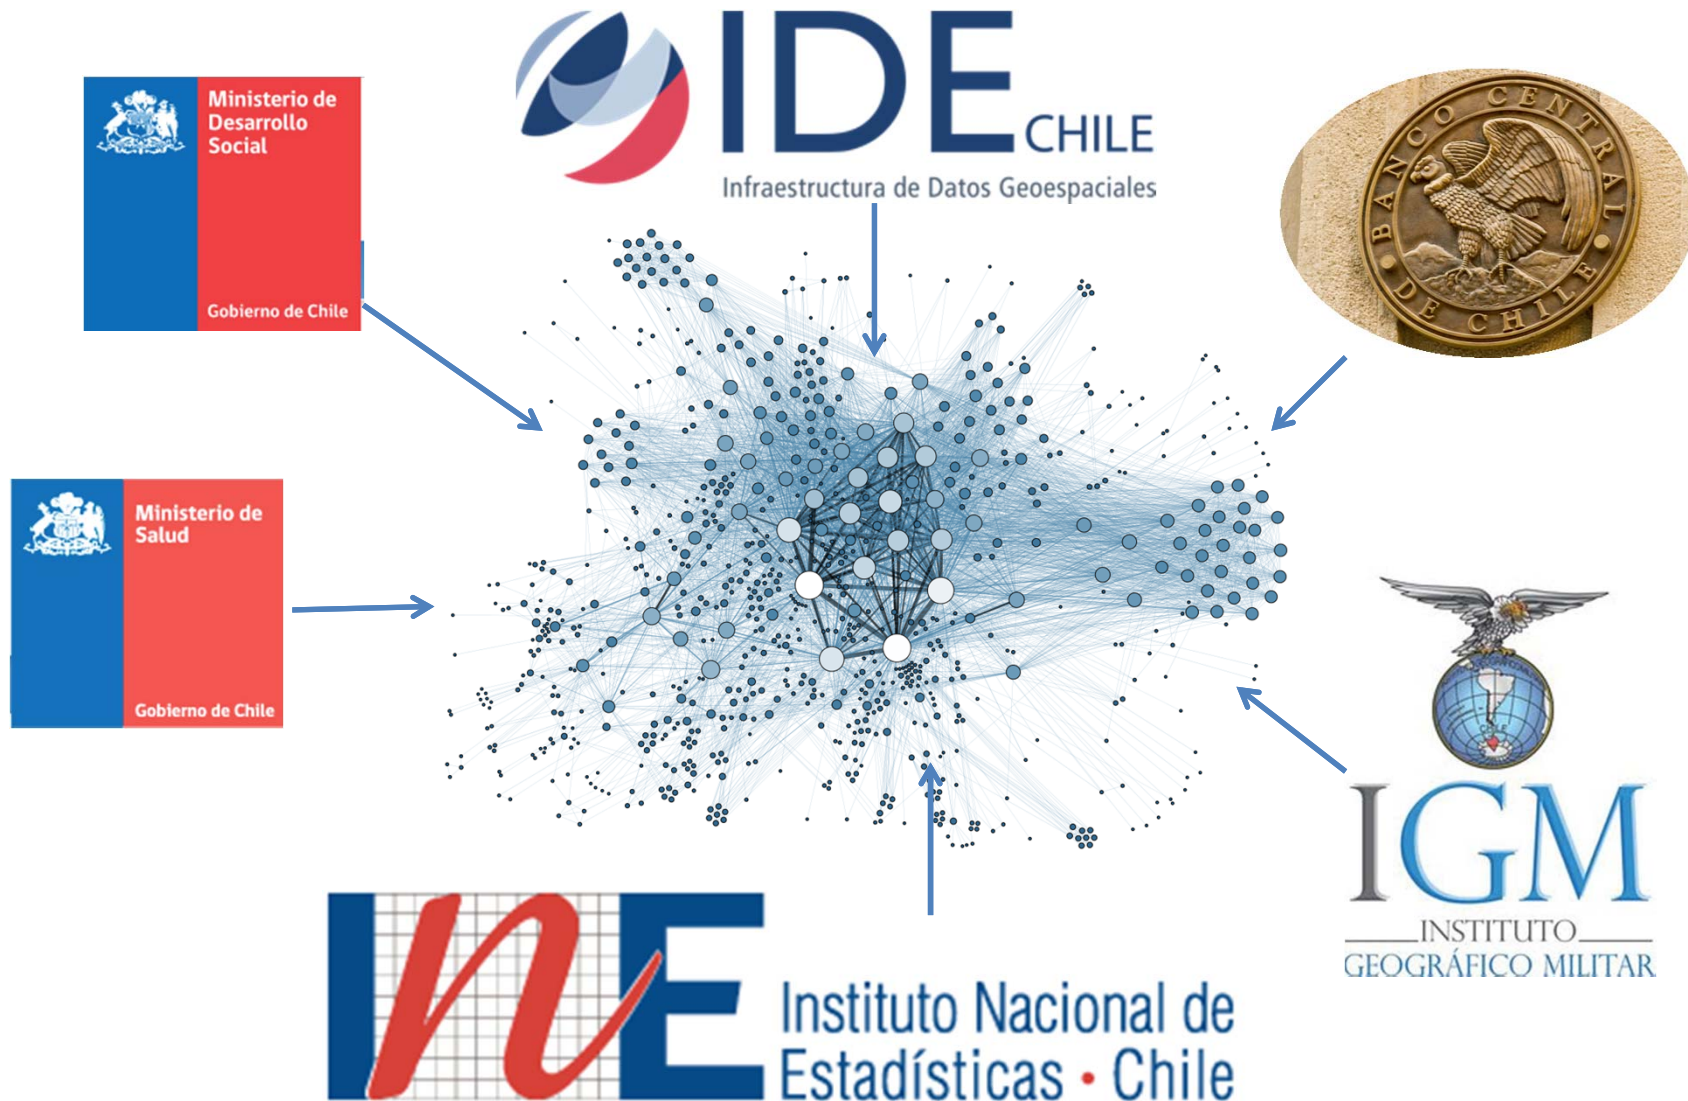 IDE CHILE
Infraestructura de Datos Geoespaciales
Ministerio de
Desarrollo
Social
Gobierno de Chile
BANCO CENTRAL
DE CHILE
Ministerio de
Salud
Gobierno de Chile
IGM
INSTITUTO
GEOGRÁFICO MILITAR
INE
Instituto Nacional de
Estadísticas • Chile